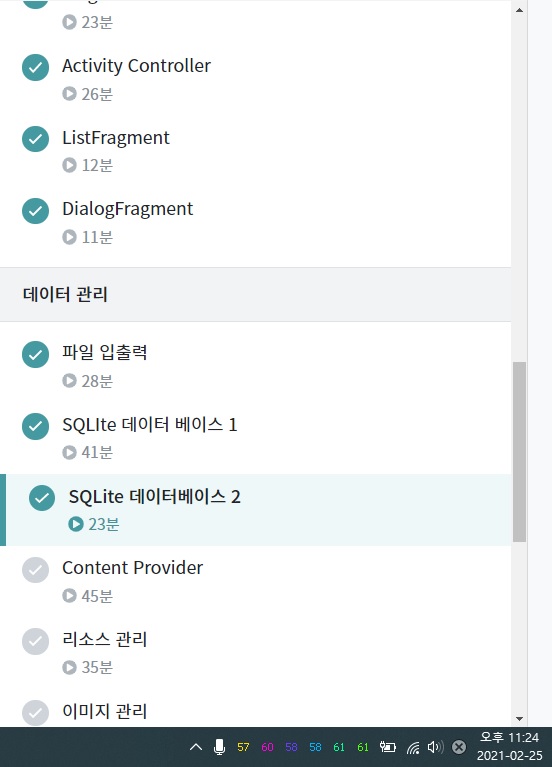 23분
Activity Controller
26분
ListFragment
12분
DialogFragment
11분
데이터 관리
파일 입출력
28분
SQLIte 데이터 베이스 1
41분
SQLite 데이터베이스 2
23분
Content Provider
45분
리소스 관리
35분
이미지 관리
57 60 58 58 61 61
오후 11:24
2021-02-25